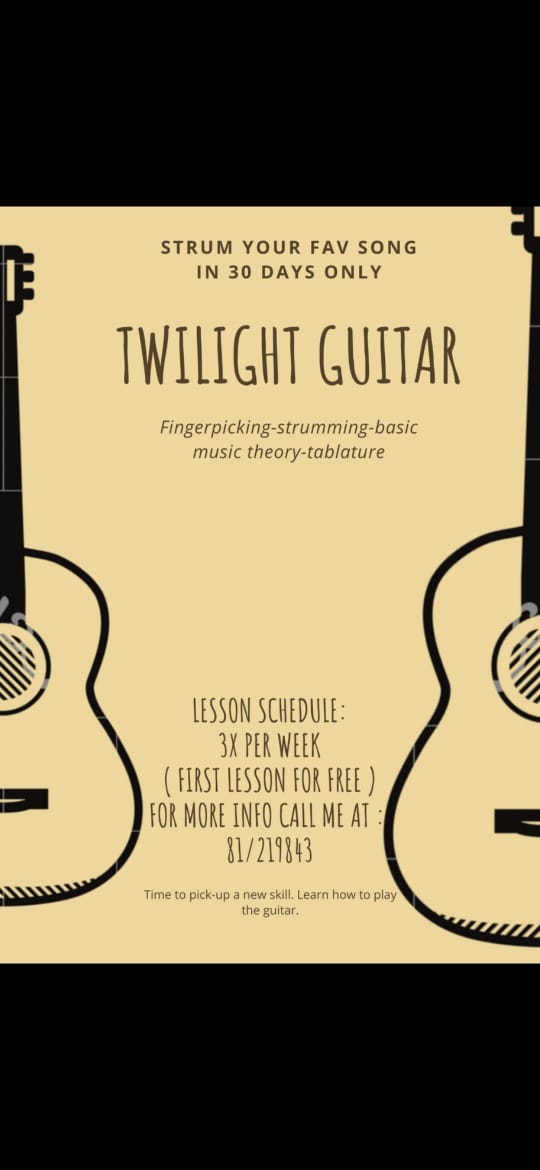 STRUM YOUR FAV SONG
IN 30 DAYS ONLY
TWILIGHT GUITAR
Fingerpicking-strumming-basic
music theory-tablature
LESSON SCHEDULE:
3X PER WEEK
( FIRST LESSON FOR FREE )
FOR MORE INFO CALL ME AT :
81/219843
Time to pick-up a new skill. Learn how to play
the guitar.